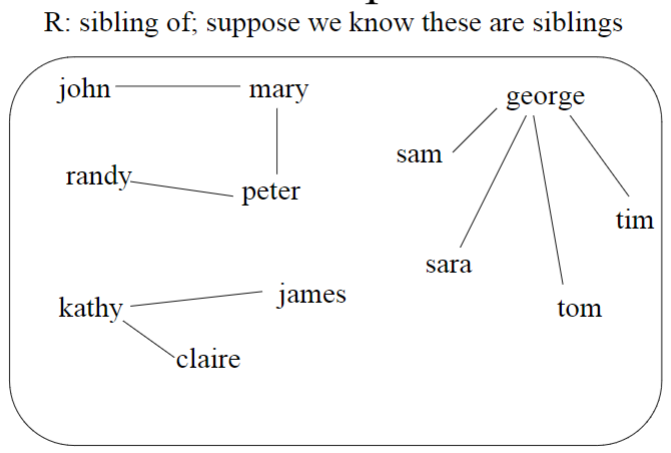 R: sibling of; suppose we know these are siblings
john mary
george
sam
randy
peter
tim
sara
james
kathy
tom
claire